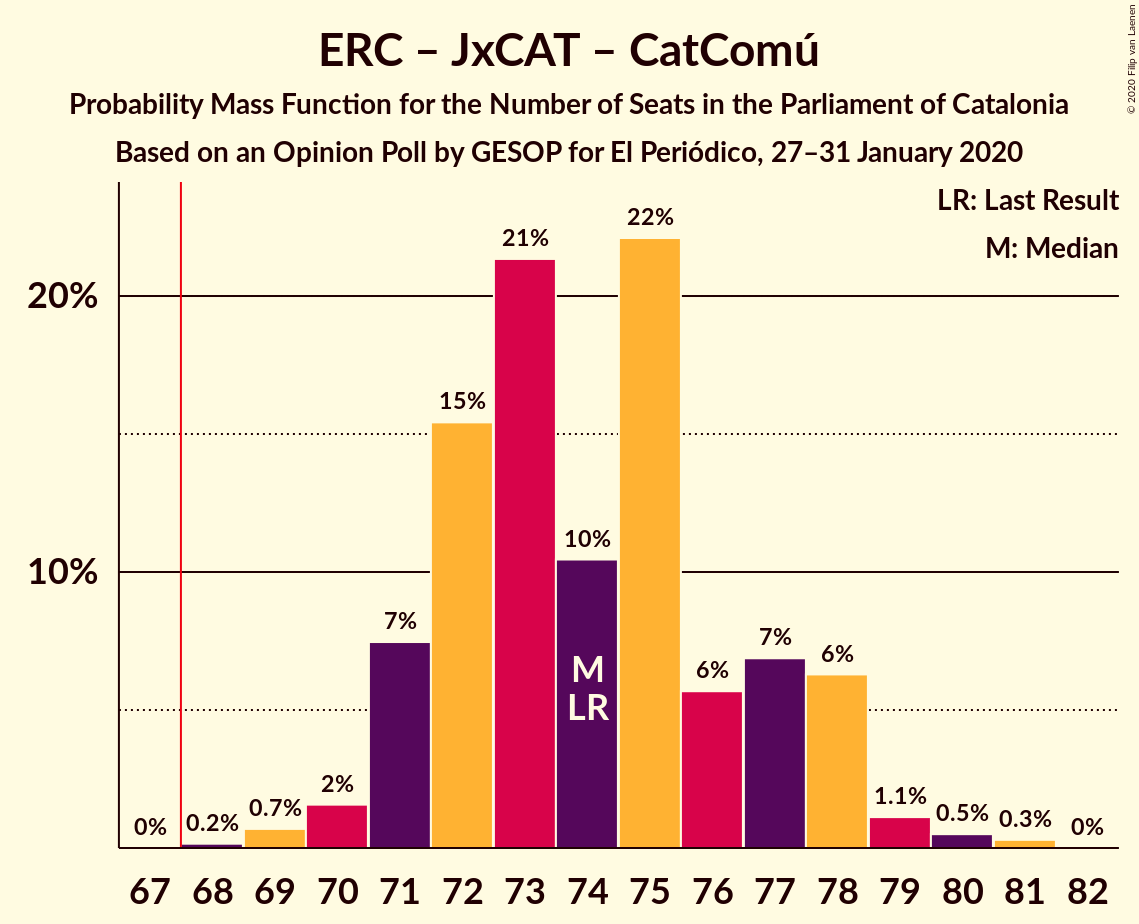 ERC – JxCAT – CatComú
Probability Mass Function for the Number of Seats in the Parliament of Catalonia
Based on an Opinion Poll by GESOP for El Periódico, 27–31 January 2020
© 2020 Filip van Laenen
LR: Last Result
M: Median
20%
10%
0%
0.2%
0.7%
2%
7%
15%
21%
10%
22%
6%
7%
6%
1.1%
0.5%
0.3%
0%
M
LR
67 68 69 70 71 72 73 74 75 76 77 78 79 80 81 82